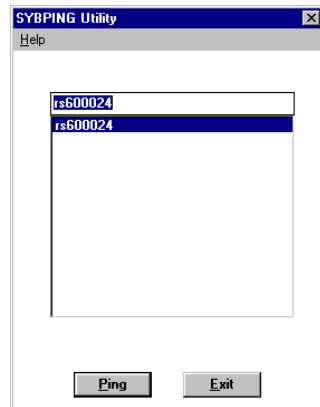 SYBPING Utility
Help
rs600024
rs600024
Ping
Exit